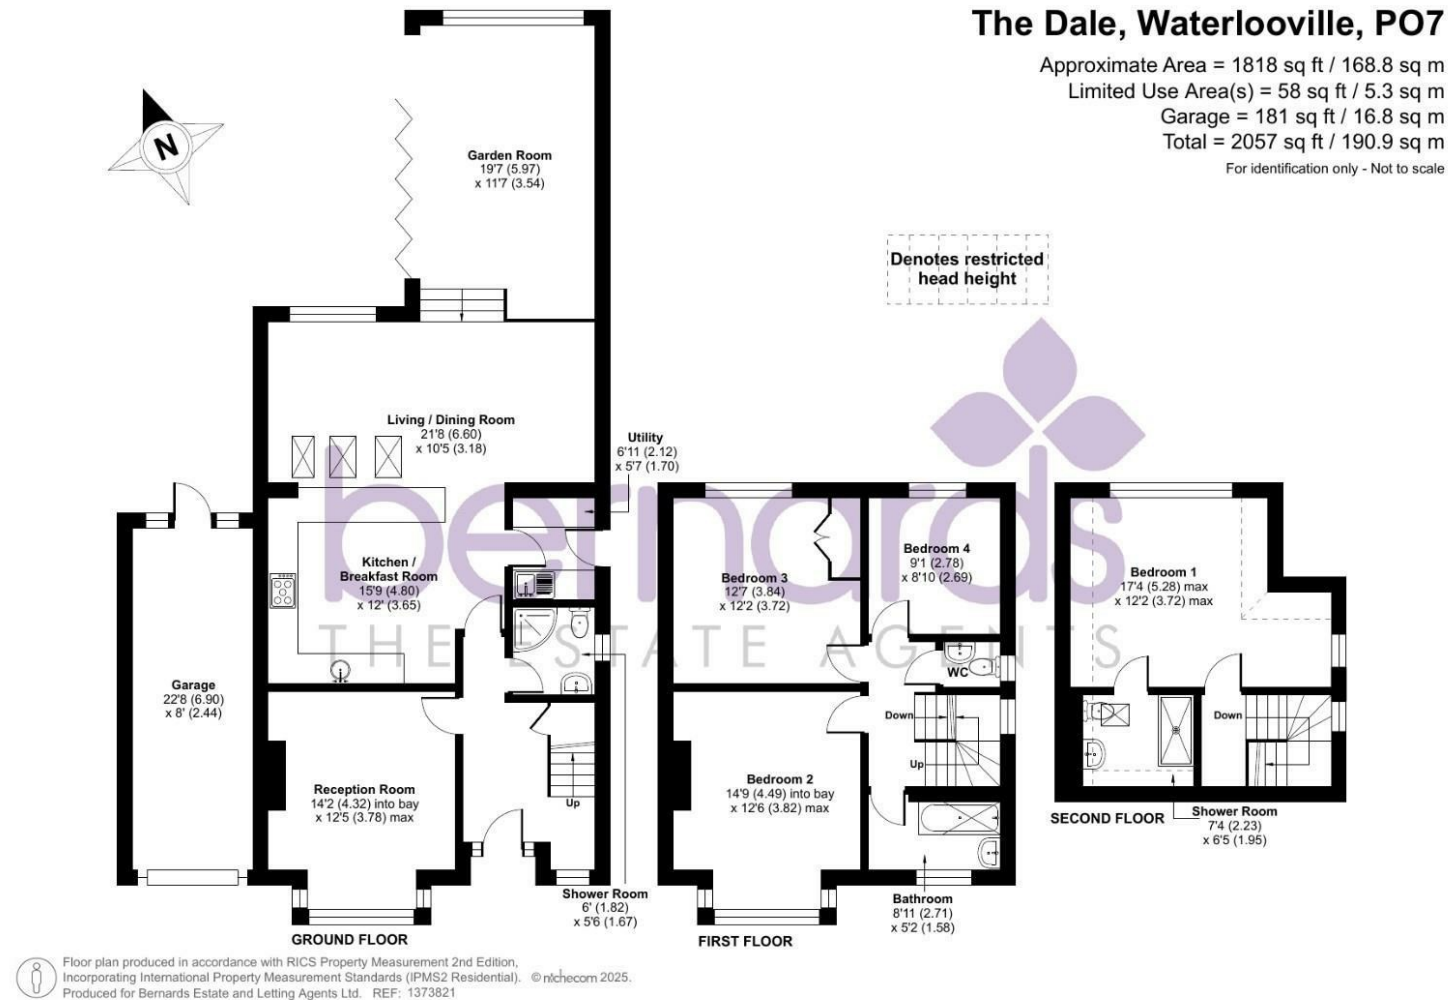 The Dale, Waterlooville, PO7
Approximate Area = 1818 sq ft / 168.8 sq m
Limited Use Area(s) = 58 sq ft / 5.3 sq m
Garage = 181 sq ft / 16.8 sq m
Total = 2057 sq ft / 190.9 sq m
For identification only - Not to scale
N
Garden Room
19'7 (5.97)
x 11'7 (3.54)
Denotes restricted
head height
Living / Dining Room
21'8 (6.60)
x 10'5 (3.18)
Utility
6'11 (2.12)
x 5'7 (1.70)
bernards
THE ESTATE AGENTS
Kitchen /
Breakfast Room
15'9 (4.80)
x 12' (3.65)
Garage
22'8 (6.90)
x 8' (2.44)
Reception Room
14'2 (4.32) into bay
x 12'5 (3.78) max
Up
Shower Room
6' (1.82)
x 5'6 (1.67)
GROUND FLOOR
Bedroom 3
12'7 (3.84)
x 12'2 (3.72)
Bedroom 4
9'1 (2.78)
x 8'10 (2.69)
WC
Down
Up
Bedroom 2
14'9 (4.49) into bay
x 12'6 (3.82) max
Bathroom
8'11 (2.71)
x 5'2 (1.58)
FIRST FLOOR
Bedroom 1
17'4 (5.28) max
x 12'2 (3.72) max
Down
Shower Room
7'4 (2.23)
x 6'5 (1.95)
SECOND FLOOR
Floor plan produced in accordance with RICS Property Measurement 2nd Edition,
Incorporating International Property Measurement Standards (IPMS2 Residential). © nichecom 2025.
Produced for Bernards Estate and Letting Agents Ltd. REF: 1373821